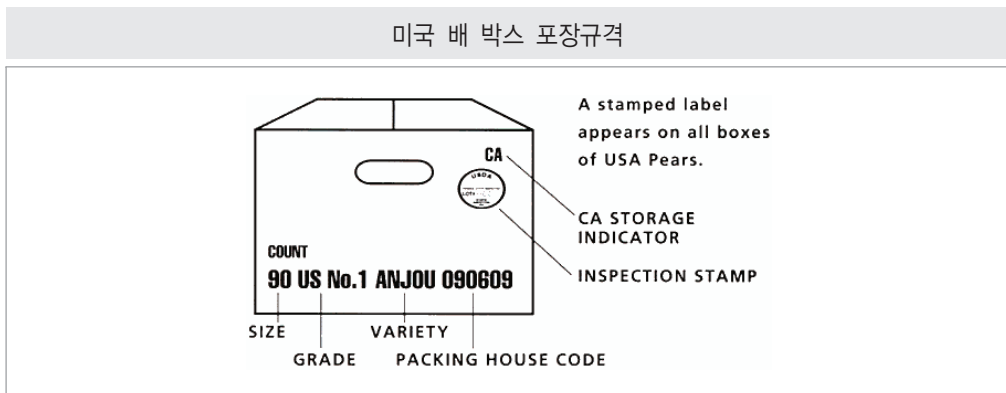 미국 배 박스 포장규격
A stamped label
appears on all boxes
of USA Pears.
CA
USDA
CA STORAGE
INDICATOR
INSPECTION STAMP
COUNT
90 US No.1 ANJOU 090609
SIZE
VARIETY
GRADE
PACKING HOUSE CODE